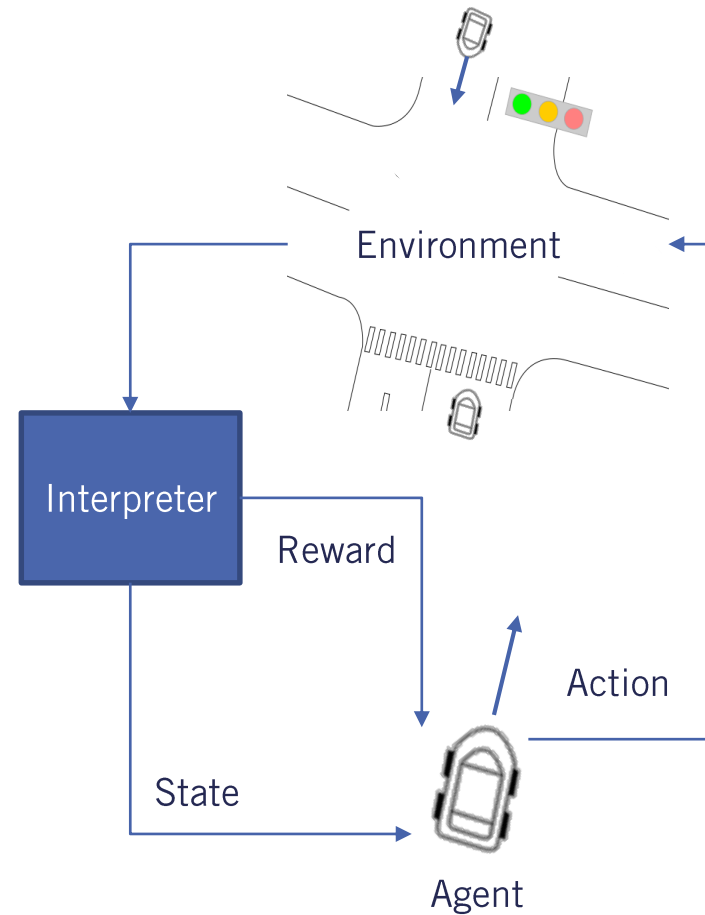 Environment
Interpreter
Reward
Action
State
Agent